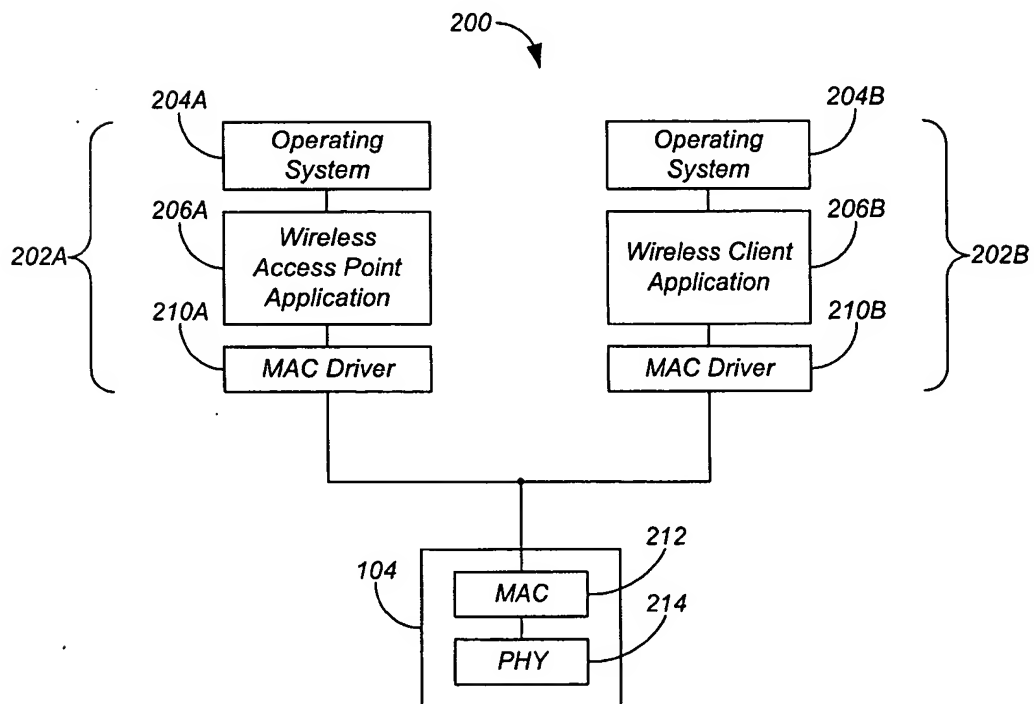 200
204A
Operating
System
204B
Operating
System
206A
Wireless
Access Point
Application
206B
Wireless Client
Application
202A
202B
210A
MAC Driver
210B
MAC Driver
104
212
MAC
214
PHY